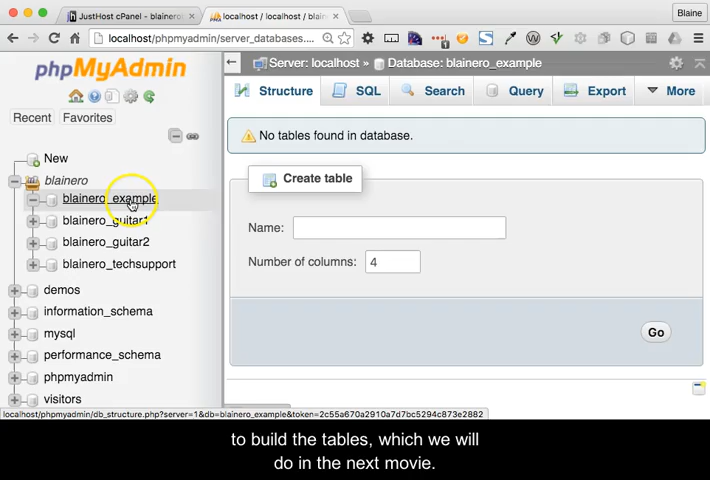 JustHost cPanel - blainero
localhost / localhost / blain
Blaine
localhost/phpmyadmin/server_databases....
phpMyAdmin
Server: localhost » Database: blainero_example
Structure SQL Search Query Export More
Recent Favorites
No tables found in database.
New
blainero
blainero_example
blainero_guitar1
blainero_guitar2
blainero_techsupport
demos
information_schema
mysql
performance_schema
phpmyadmin
visitors
Create table
Name:
Number of columns: 4
Go
localhost/phpmyadmin/db_structure.php?server=1&db=blainero_example&token=2c55a670a2910a7d7bc5294c873e2882
to build the tables, which we will
do in the next movie.